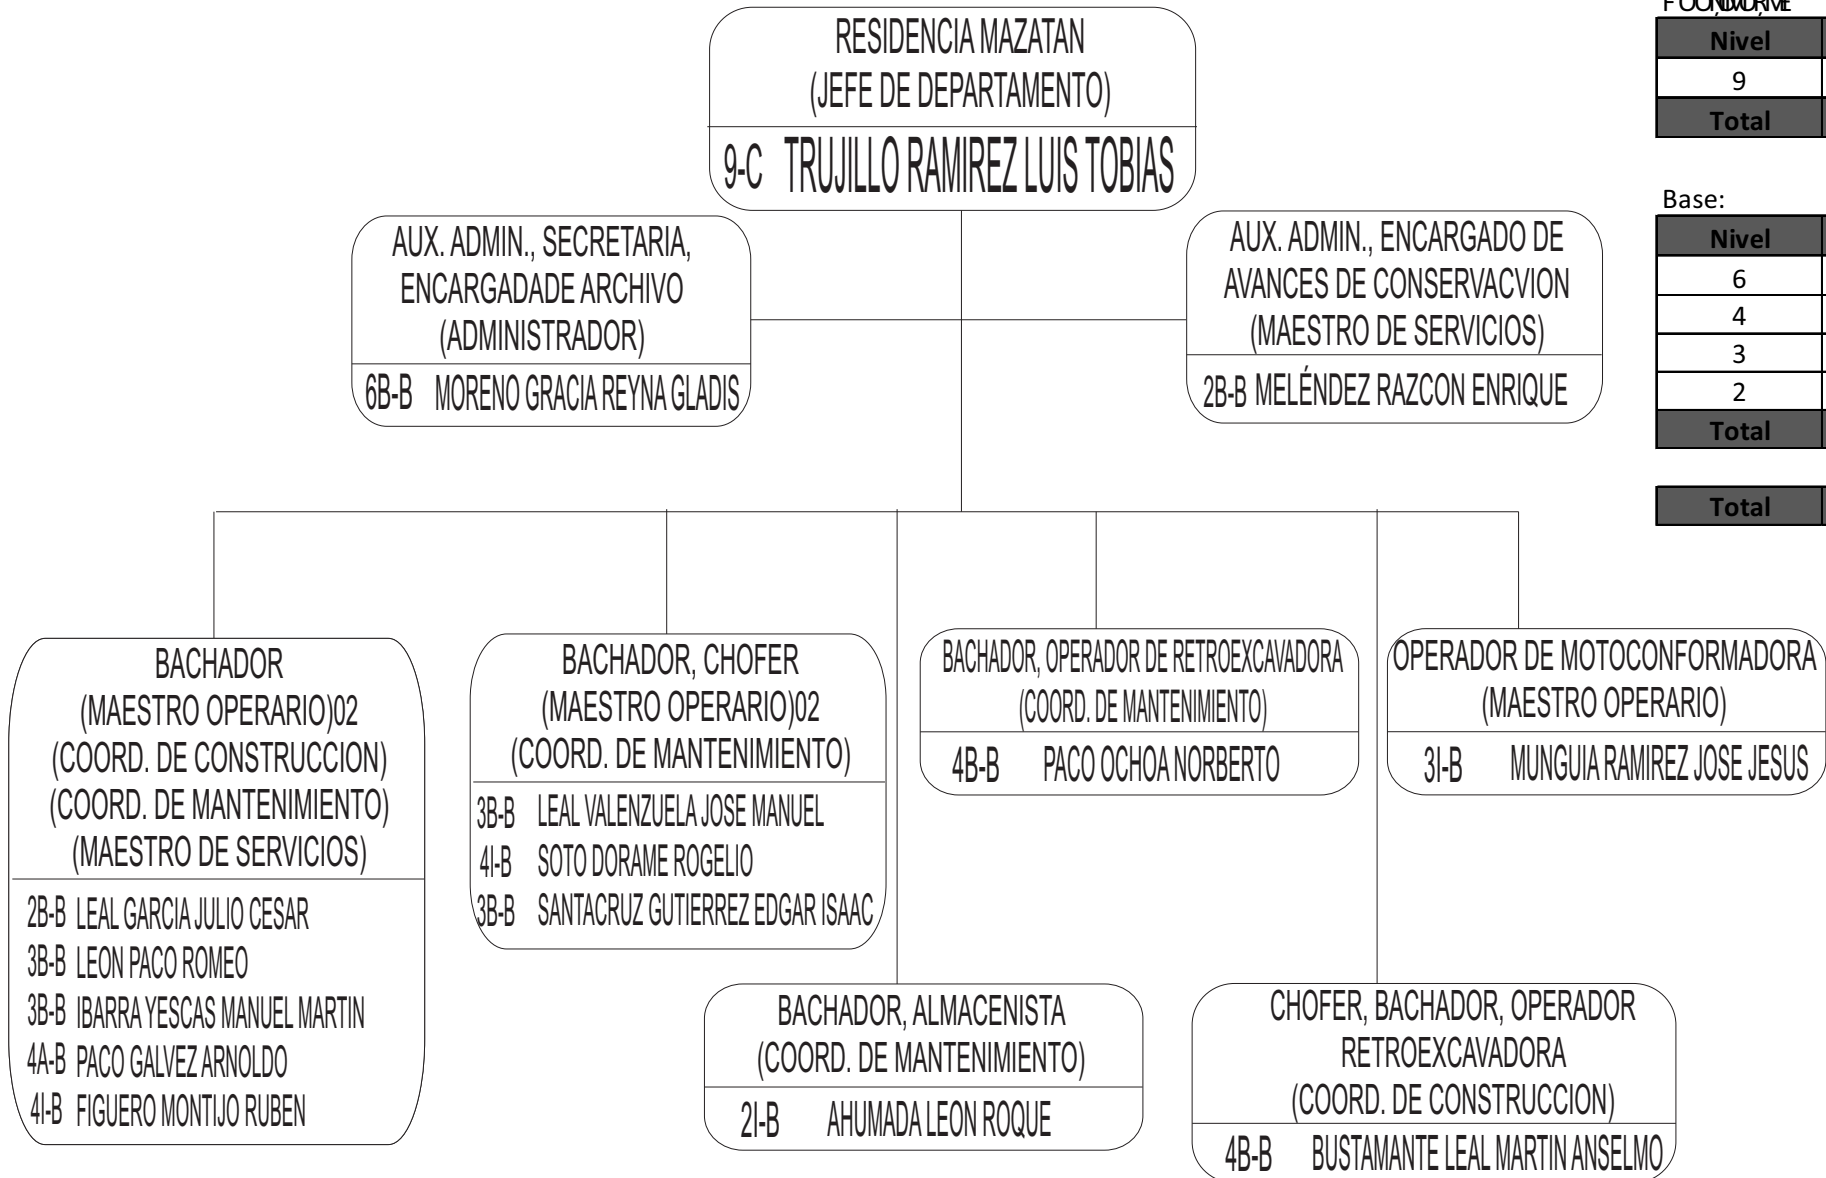 RESIDENCIA MAZATAN
(JEFE DE DEPARTAMENTO)
9-C TRUJILLO RAMIREZ LUIS TOBIAS
AUX. ADMIN., SECRETARIA,
ENCARGADADE ARCHIVO
(ADMINISTRADOR)
6B-B MORENO GRACIA REYNA GLADIS
AUX. ADMIN., ENCARGADO DE
AVANCES DE CONSERVACVION
(MAESTRO DE SERVICIOS)
2B-B MELÉNDEZ RAZCON ENRIQUE
Nivel
9
Total
Base:
Nivel
6
4
3
2
Total
Total
BACHADOR
(MAESTRO OPERARIO)02
(COORD. DE CONSTRUCCION)
(COORD. DE MANTENIMIENTO)
(MAESTRO DE SERVICIOS)
2B-B LEAL GARCIA JULIO CESAR
3B-B LEON PACO ROMEO
3B-B IBARRA YESCAS MANUEL MARTIN
4A-B PACO GALVEZ ARNOLDO
4I-B FIGUERO MONTIJO RUBEN
BACHADOR, CHOFER
(MAESTRO OPERARIO)02
(COORD. DE MANTENIMIENTO)
3B-B LEAL VALENZUELA JOSE MANUEL
4I-B SOTO DORAME ROGELIO
3B-B SANTACRUZ GUTIERREZ EDGAR ISAAC
BACHADOR, OPERADOR DE RETROEXCAVADORA
(COORD. DE MANTENIMIENTO)
4B-B PACO OCHOA NORBERTO
OPERADOR DE MOTOCONFORMADORA
(MAESTRO OPERARIO)
3I-B MUNGUIA RAMIREZ JOSE JESUS
BACHADOR, ALMACENISTA
(COORD. DE MANTENIMIENTO)
2I-B AHUMADA LEON ROQUE
CHOFER, BACHADOR, OPERADOR
RETROEXCAVADORA
(COORD. DE CONSTRUCCION)
4B-B BUSTAMANTE LEAL MARTIN ANSELMO